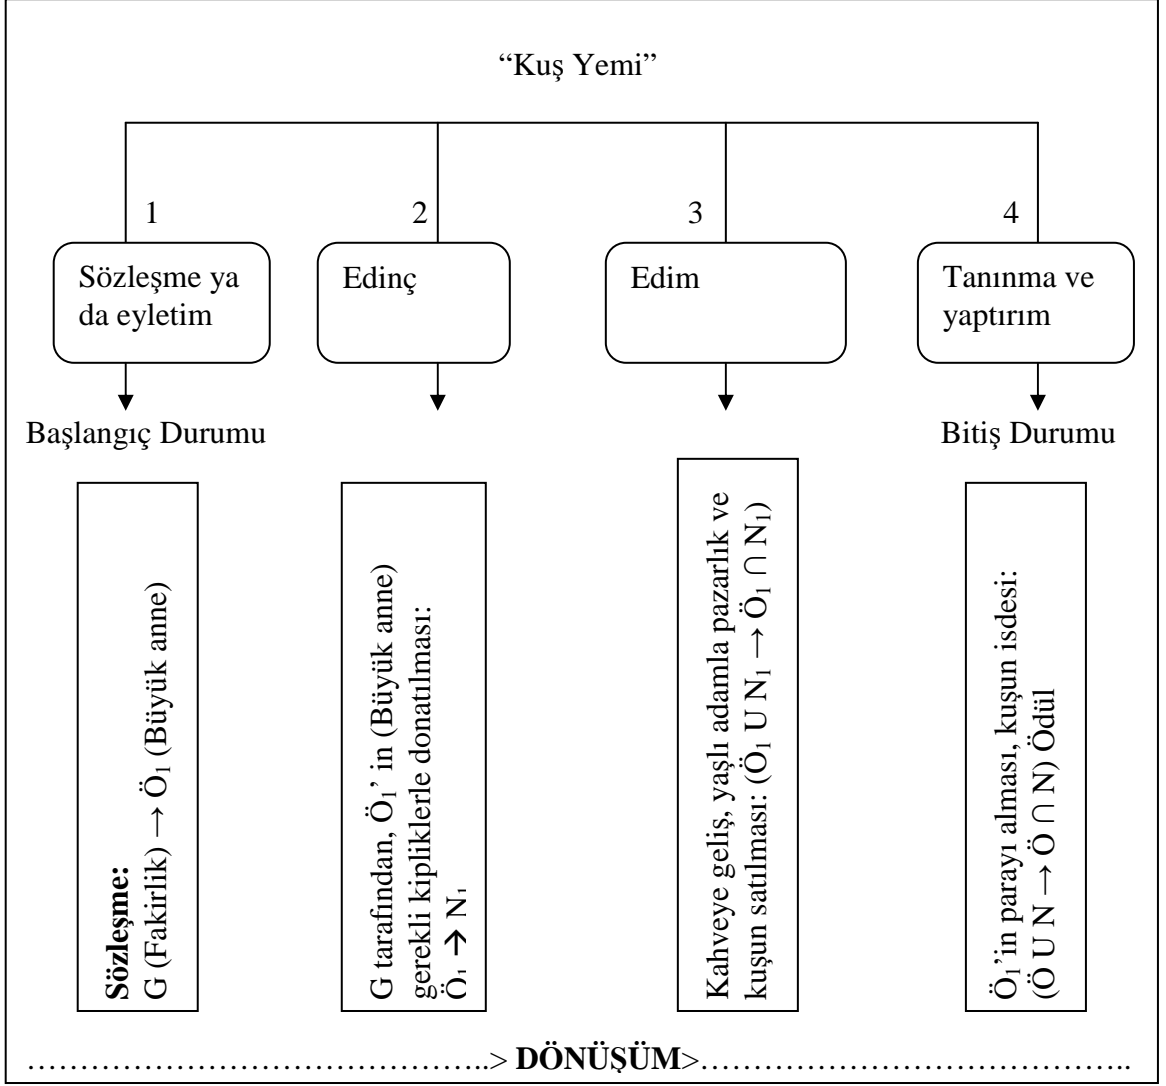 “Kuş Yemi”
1
2
3
4
Sözleşme ya
da eyletim
Edinç
Edim
Tanınma ve
yaptırım
Başlangıç Durumu
Bitiş Durumu
Sözleşme:
G (Fakirlik) → Ö₁ (Büyük anne)
G tarafından, Ö₁’ in (Büyük anne)
gerekli kipliklerle donatılması:
Ö₁ → N₁
Kahveye geliş, yaşlı adamla pazarlık ve
kuşun satılması: (Ö₁ U N₁ → Ö₁ ∩ N₁)
Ö₁’in parayı alması, kuşun isdesi:
(Ö U N → Ö ∩ N) Ödül
……………………………………..> DÖNÜŞÜM>…………………………………..